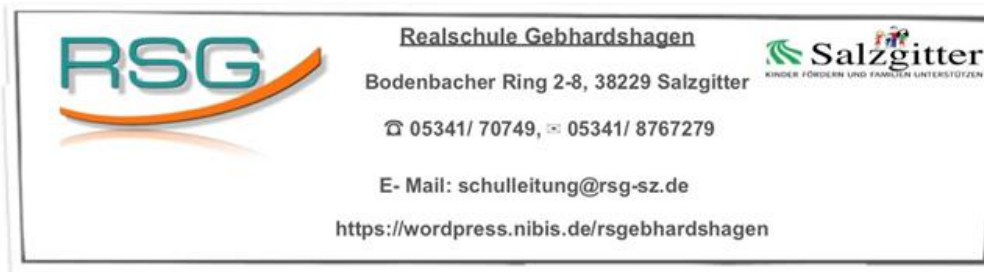 RSG
Realschule Gebhardshagen
Salzgitter
KINDER FÖRDERN UND FAMILIEN UNTERSTÜTZEN
Bodenbacher Ring 2-8, 38229 Salzgitter
☎ 05341/ 70749, ✉ 05341/ 8767279
E- Mail: schulleitung@rsg-sz.de
https://wordpress.nibis.de/rsgebhardshagen